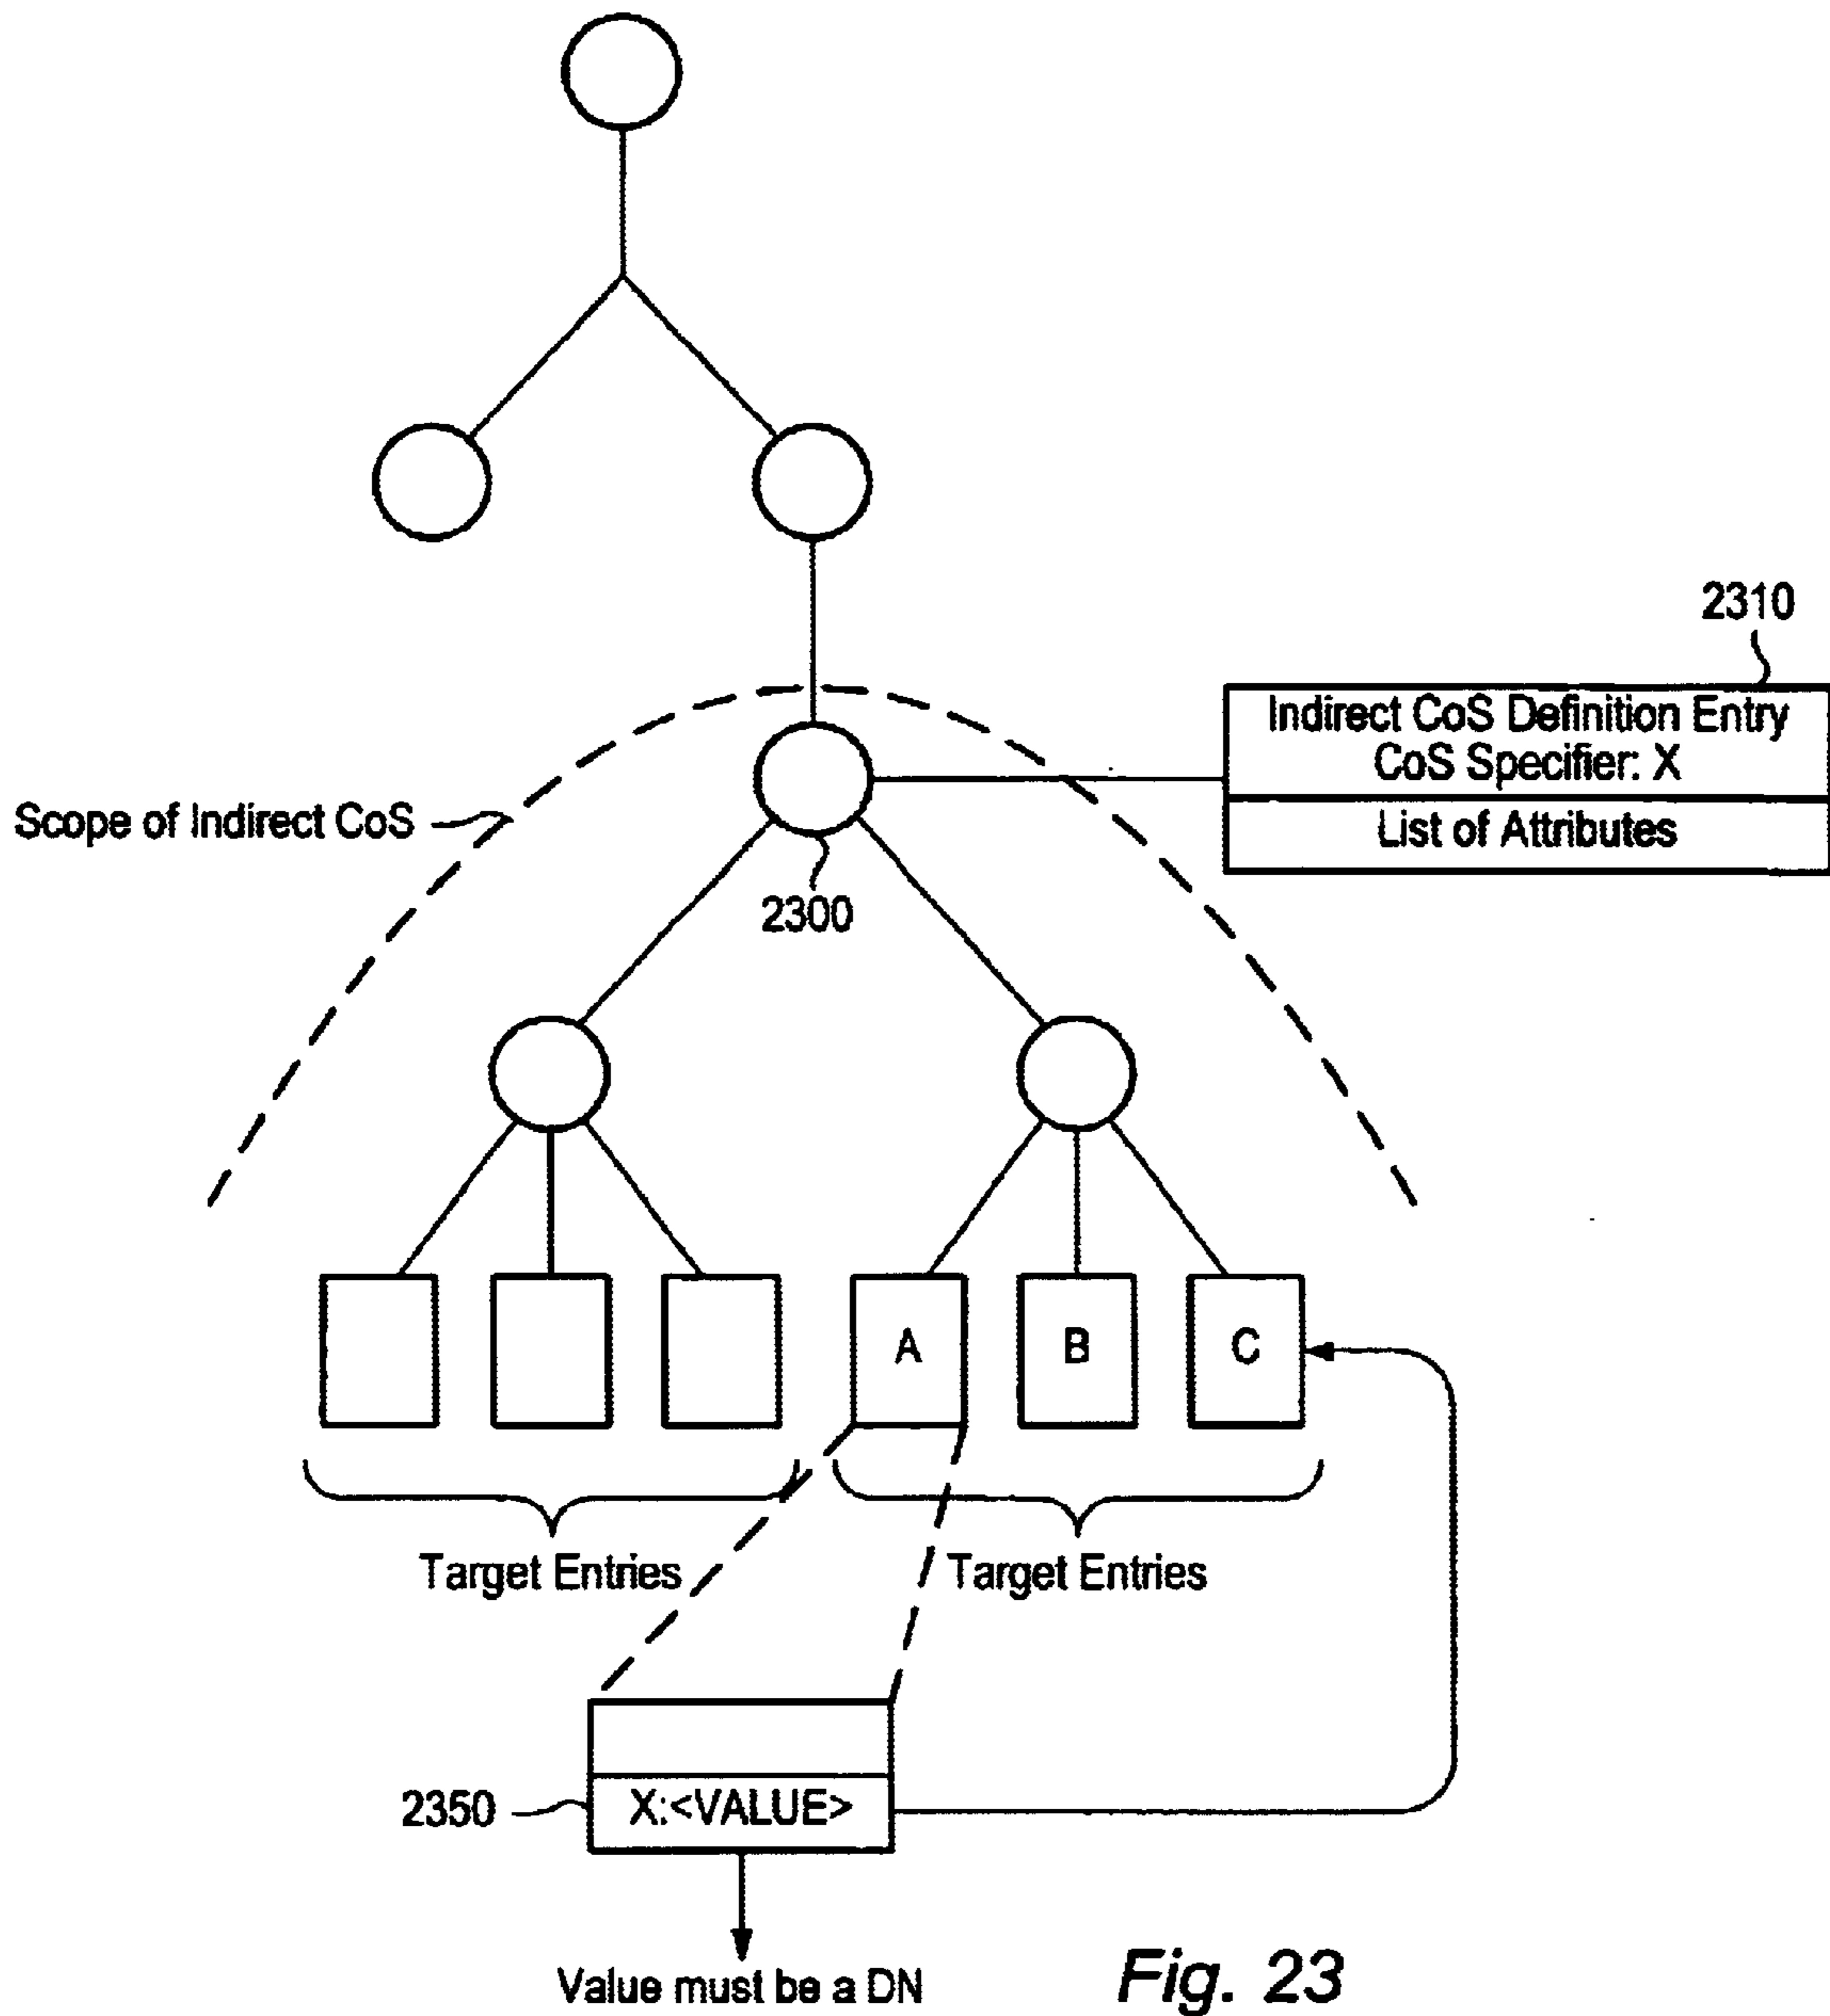 2310
Indirect CoS Definition Entry
CoS Specifier: X
List of Attributes
Scope of Indirect CoS
2300
A
B
C
Target Entries
Target Entries
2350
X:<VALUE>
Value must be a DN
Fig. 23